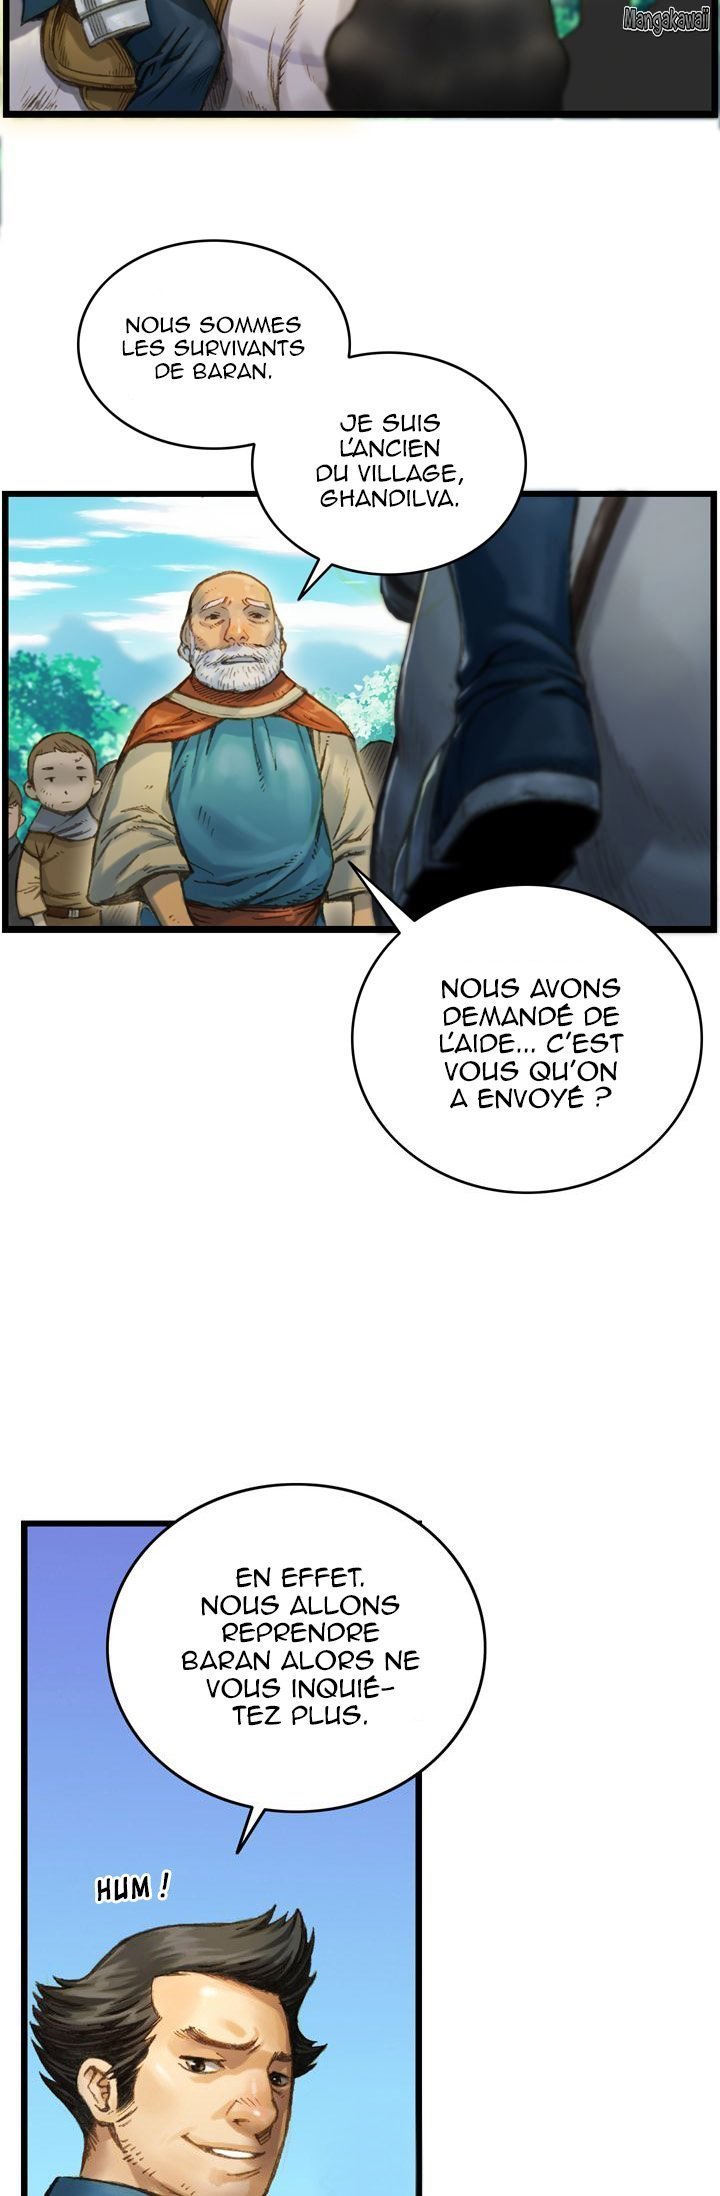 Mangakawaii
NOUS SOMMES
LES SURVIVANTS
DE BARAN.
JE SUIS
L'ANCIEN
DU VILLAGE,
GHANDILVA.
NOUS AVONS
DEMANDÉ DE
L'AIDE... C'EST
VOUS QU'ON
A ENVOYÉ ?
EN EFFET.
NOUS ALLONS
REPRENDRE
BARAN ALORS NE
VOUS INQUIÉ-
TEZ PLUS.
HUM !